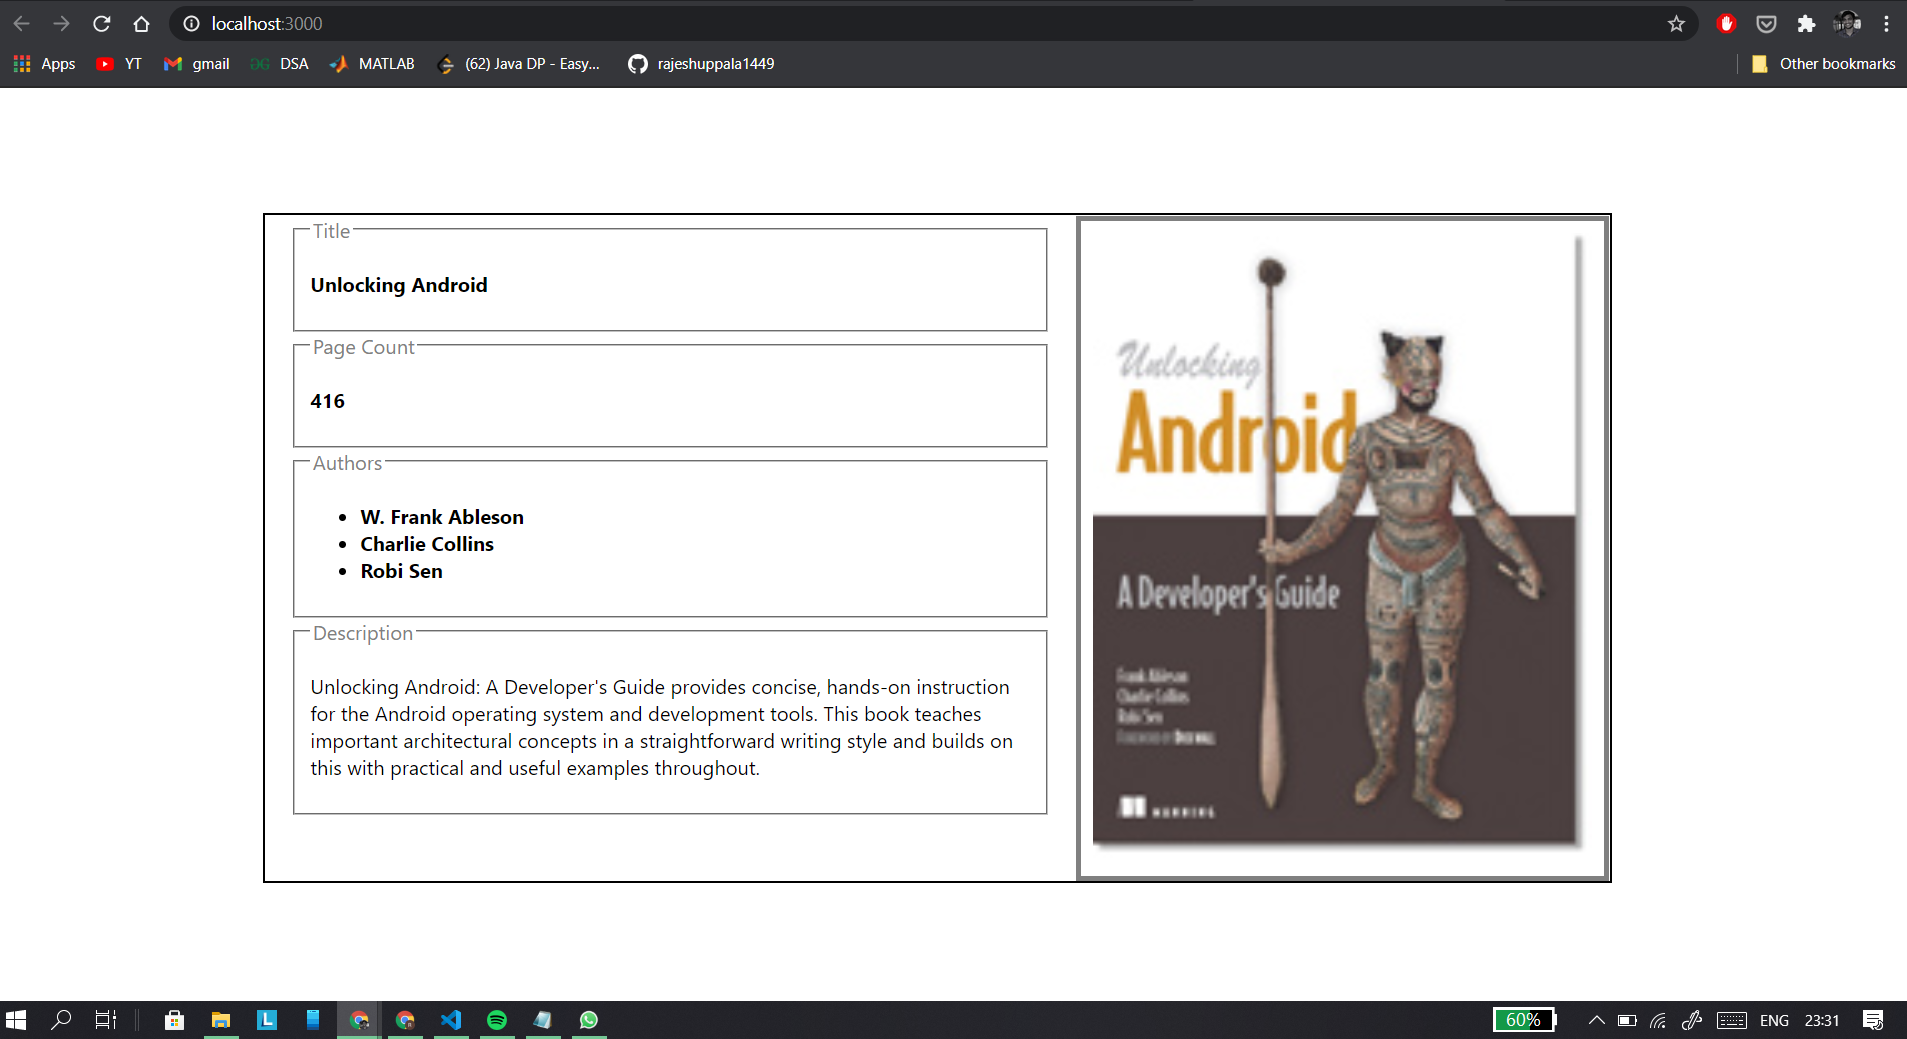 localhost:3000
Apps YT gmail DSA MATLAB (62) Java DP - Easy... rajeshuppala1449 Other bookmarks
Title
Unlocking Android
Page Count
416
Authors
W. Frank Ableson
Charlie Collins
Robi Sen
Description
Unlocking Android: A Developer's Guide provides concise, hands-on instruction
for the Android operating system and development tools. This book teaches
important architectural concepts in a straightforward writing style and builds on
this with practical and useful examples throughout.
Unlocking
Android
A Developer's Guide
Frank Ableson
Charlie Collins
Robi Sen
MANNING
60% ENG 23:31